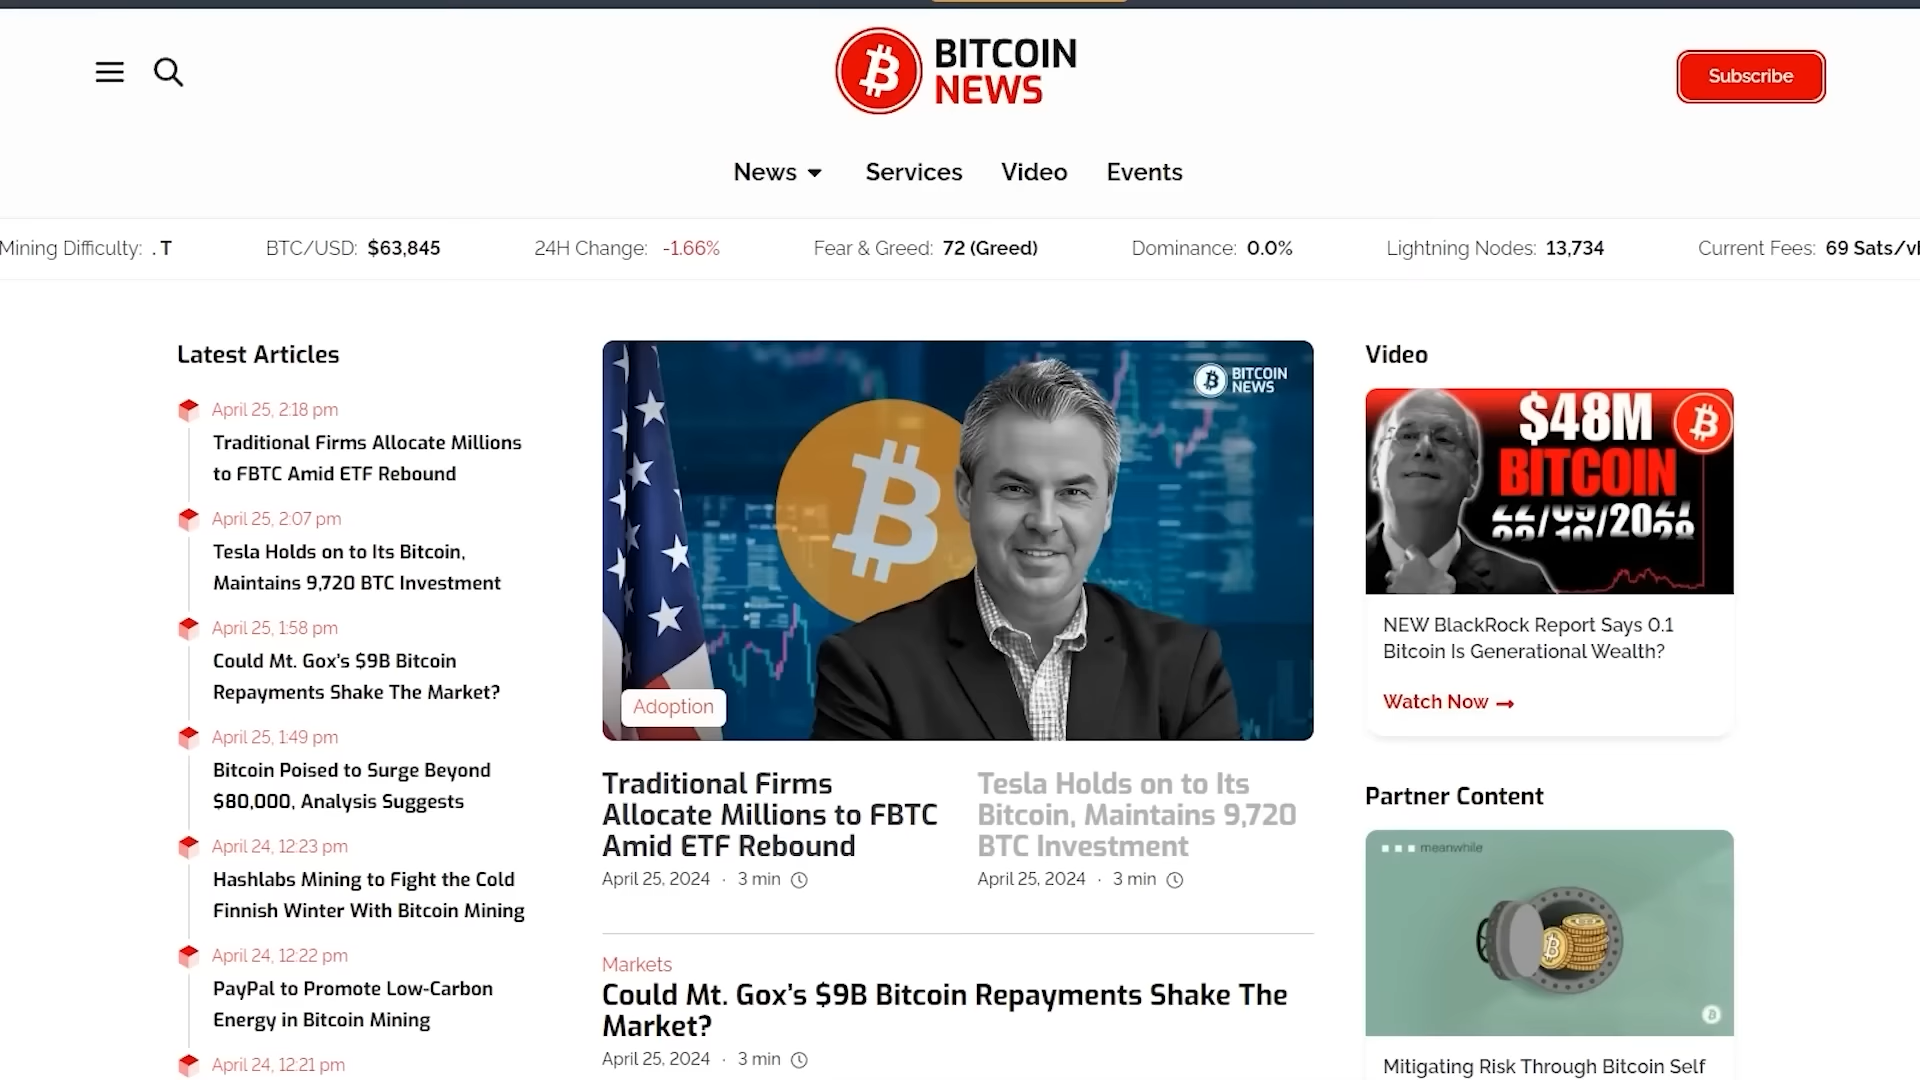 BITCOIN
NEWS
Subscribe
News
Services
Video
Events
Mining Difficulty: . T
BTC/USD: $63,845
24H Change: -1.66%
Fear & Greed: 72 (Greed)
Dominance: 0.0%
Lightning Nodes: 13,734
Current Fees: 69 Sats/v
Latest Articles
April 25, 2:18 pm
Traditional Firms Allocate Millions
to FBTC Amid ETF Rebound
April 25, 2:07 pm
Tesla Holds on to Its Bitcoin,
Maintains 9,720 BTC Investment
April 25, 1:58 pm
Could Mt. Gox’s $9B Bitcoin
Repayments Shake The Market?
April 25, 1:49 pm
Bitcoin Poised to Surge Beyond
$80,000, Analysis Suggests
April 24, 12:23 pm
Hashlabs Mining to Fight the Cold
Finnish Winter With Bitcoin Mining
April 24, 12:22 pm
PayPal to Promote Low-Carbon
Energy in Bitcoin Mining
April 24, 12:21 pm
BITCOIN
NEWS
Adoption
Traditional Firms
Allocate Millions to FBTC
Amid ETF Rebound
April 25, 2024 · 3 min
Tesla Holds on to Its
Bitcoin, Maintains 9,720
BTC Investment
April 25, 2024 · 3 min
Markets
Could Mt. Gox’s $9B Bitcoin Repayments Shake The
Market?
April 25, 2024 · 3 min
Video
$48M
BITCOIN
NEW BlackRock Report Says 0.1
Bitcoin Is Generational Wealth?
Watch Now →
Partner Content
meanwhile
Mitigating Risk Through Bitcoin Self